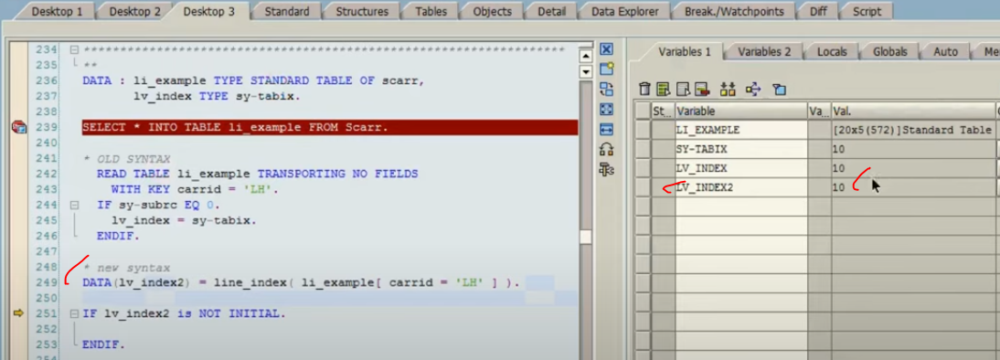 Desktop 1 Desktop 2 Desktop 3 Standard Structures Tables Objects Detail Data Explorer Break./Watchpoints Diff Script
234 ******************************************************************
235 **
236 DATA : li_example TYPE STANDARD TABLE OF scarr,
237 lv_index TYPE sy-tabix.
238
239 SELECT * INTO TABLE li_example FROM Scarr.
240
241 * OLD SYNTAX
242 READ TABLE li_example TRANSPORTING NO FIELDS
243 WITH KEY carrid = 'LH'.
244 IF sy-subrc EQ 0.
245 lv_index = sy-tabix.
246 ENDIF.
247
248 * new syntax
249 DATA(lv_index2) = line_index( li_example[ carrid = 'LH' ] ).
250
251 IF lv_index2 is NOT INITIAL.
252
253 ENDIF.
Variables 1 Variables 2 Locals Globals Auto Me
St... Variable Va... Val.
LI_EXAMPLE [20x5(572)]Standard Table
SY-TABIX 10
LV_INDEX 10
LV_INDEX2 10